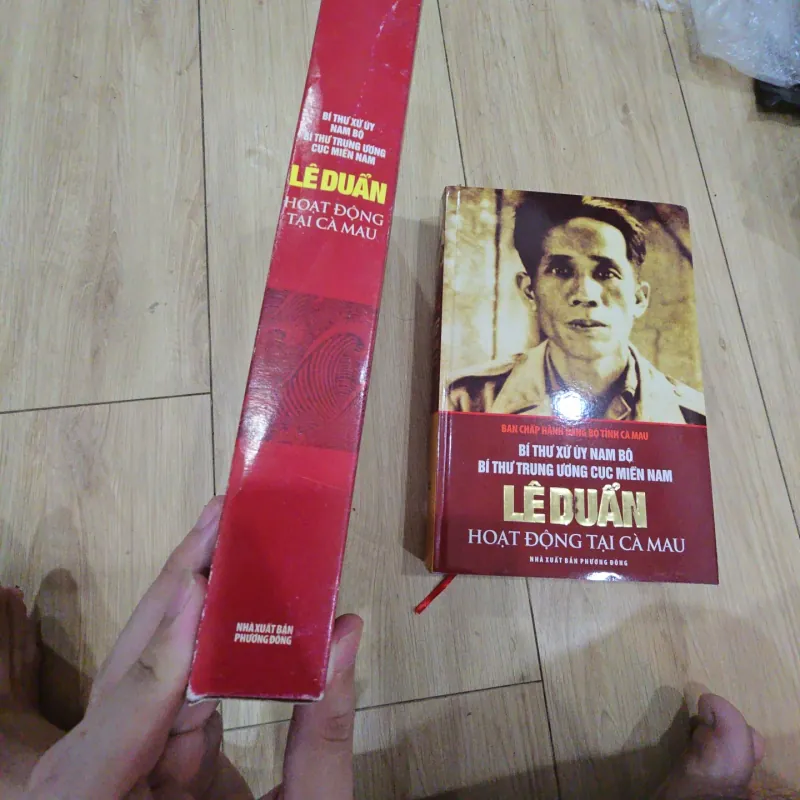 BÍ THƯ XỨ ỦY
NAM BỘ
BÍ THƯ TRUNG ƯƠNG
CỤC MIỀN NAM
LÊ DUẨN
HOẠT ĐỘNG
TẠI CÀ MAU
NHÀ XUẤT BẢN
PHƯƠNG ĐÔNG
BAN CHẤP HÀNH ĐẢNG BỘ TỈNH CÀ MAU
BÍ THƯ XỨ ỦY NAM BỘ
BÍ THƯ TRUNG ƯƠNG CỤC MIỀN NAM
LÊ DUẨN
HOẠT ĐỘNG TẠI CÀ MAU
NHÀ XUẤT BẢN PHƯƠNG ĐÔNG